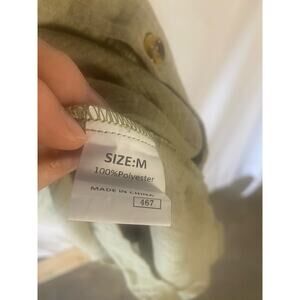 SIZE:M
100%Polyester
MADE IN CHINA
467